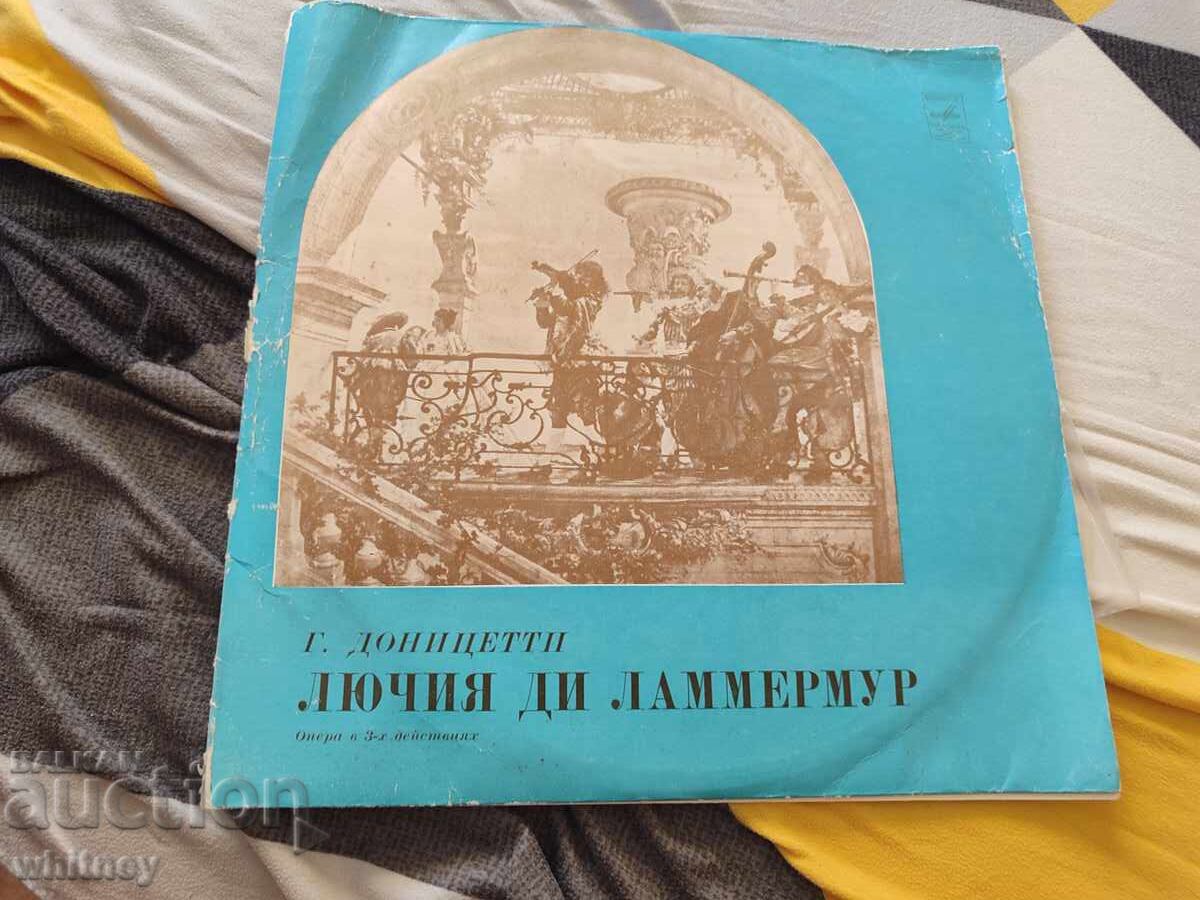 Г. ДОНИЦЕТТИ
ЛЮЧИЯ ДИ ЛАММЕРМУР
Опера в 3-х действиях
BALKAN
auction
whitney